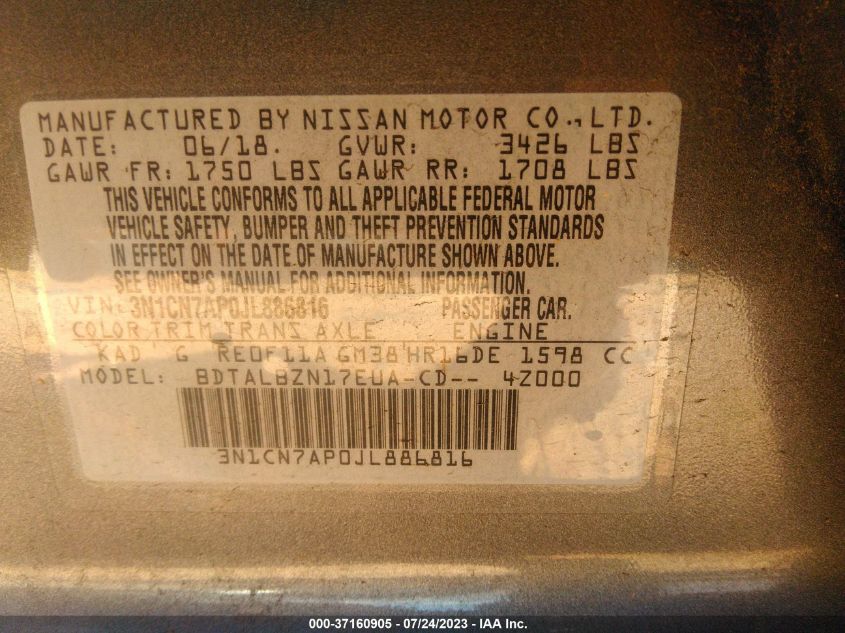 MANUFACTURED BY NISSAN MOTOR CO., LTD.
DATE: 06/18. GVWR: 3426 LBS
GAWR FR: 1750 LBS GAWR RR: 1708 LBS
THIS VEHICLE CONFORMS TO ALL APPLICABLE FEDERAL MOTOR
VEHICLE SAFETY, BUMPER AND THEFT PREVENTION STANDARDS
IN EFFECT ON THE DATE OF MANUFACTURE SHOWN ABOVE.
SEE OWNER'S MANUAL FOR ADDITIONAL INFORMATION.
VIN: 3N1CN7AP0JL886816 PASSENGER CAR.
COLOR TRIM TRANS AXLE ENGINE
KAD G RE0F11A GM38 HR16DE 1598 CC
MODEL: BDTALBZN17EUA-CD-- 4Z000
3N1CN7AP0JL886816
000-37160905 - 07/24/2023 - IAA Inc.